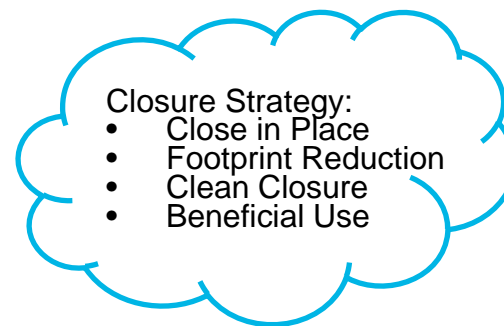 Closure Strategy:
• Close in Place
• Footprint Reduction
• Clean Closure
• Beneficial Use